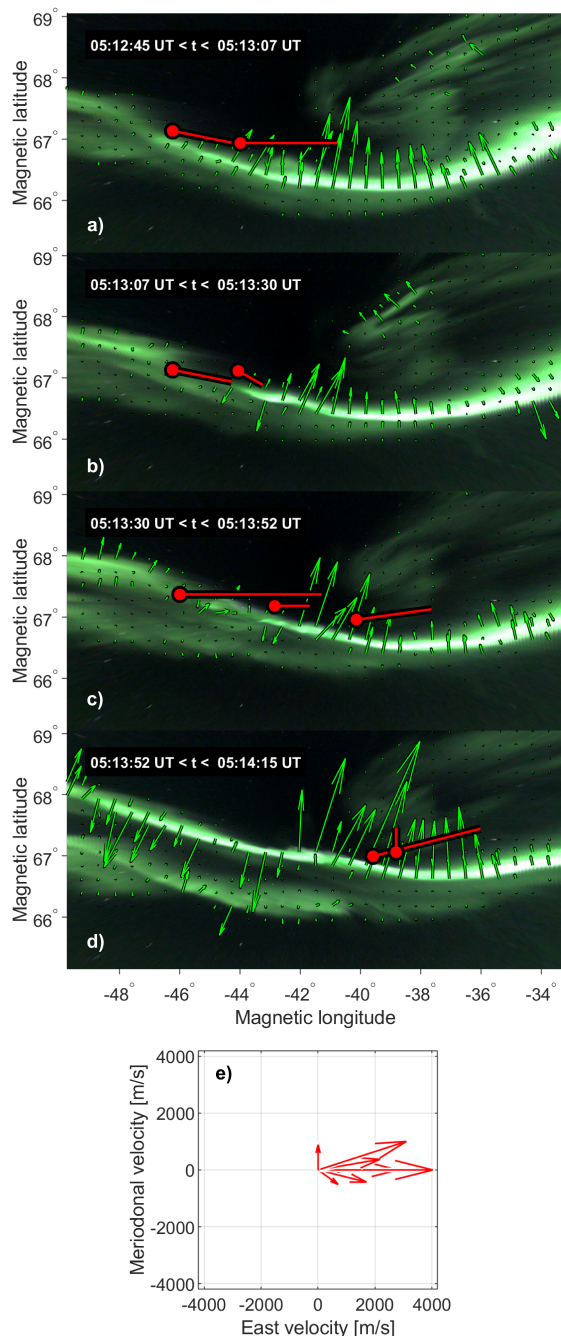 69°
05:12:45 UT < t < 05:13:07 UT
68°
67°
66°
Magnetic latitude
a)
69°
05:13:07 UT < t < 05:13:30 UT
68°
67°
66°
Magnetic latitude
b)
69°
05:13:30 UT < t < 05:13:52 UT
68°
67°
66°
Magnetic latitude
c)
69°
05:13:52 UT < t < 05:14:15 UT
68°
67°
66°
Magnetic latitude
d)
-48° -46° -44° -42° -40° -38° -36° -34°
Magnetic longitude
e)
4000
2000
0
-2000
-4000
Meriodonal velocity [m/s]
-4000 -2000 0 2000 4000
East velocity [m/s]